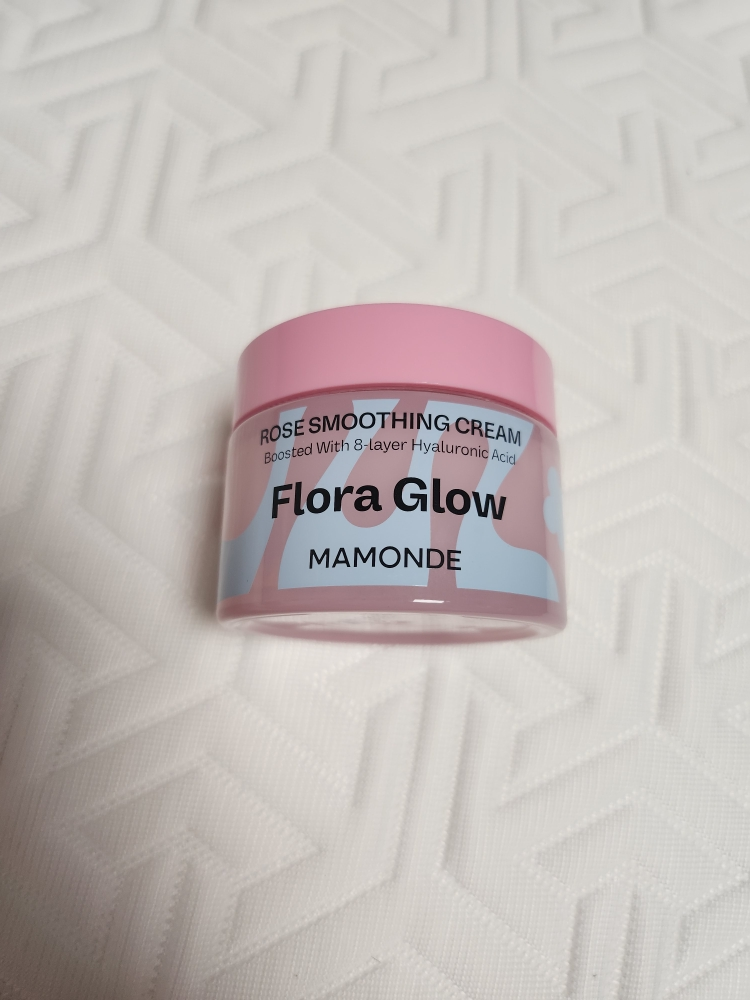 ROSE SMOOTHING CREAM
Boosted With 8-layer Hyaluronic Acid
Flora Glow
MAMONDE